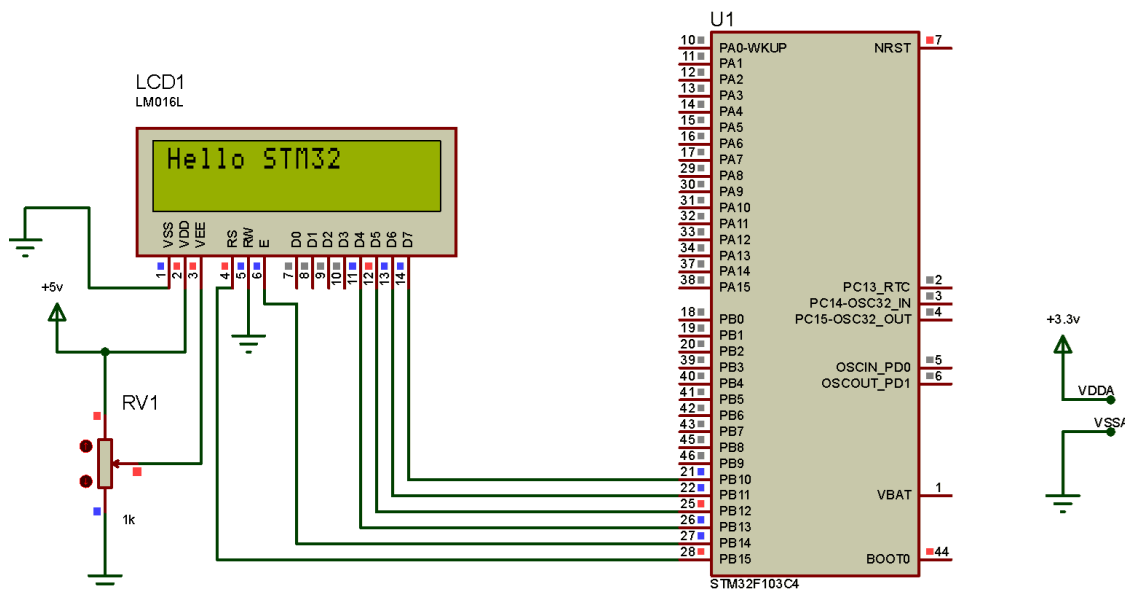 U1
LCD1
LM016L
Hello STM32
VSS
VDD
VEE
RS
RW
E
D0
D1
D2
D3
D4
D5
D6
D7
1
2
3
4
5
6
7
8
9
10
11
12
13
14
+5v
RV1
1k
10 PA0-WKUP
11 PA1
12 PA2
13 PA3
14 PA4
15 PA5
16 PA6
17 PA7
29 PA8
30 PA9
31 PA10
32 PA11
33 PA12
34 PA13
37 PA14
38 PA15
18 PB0
19 PB1
20 PB2
39 PB3
40 PB4
41 PB5
42 PB6
43 PB7
45 PB8
46 PB9
21 PB10
22 PB11
25 PB12
26 PB13
27 PB14
28 PB15
NRST 7
PC13_RTC 2
PC14-OSC32_IN 3
PC15-OSC32_OUT 4
OSCIN_PD0 5
OSCOUT_PD1 6
VBAT 1
BOOT0 44
STM32F103C4
+3.3v
VDDA
VSSA